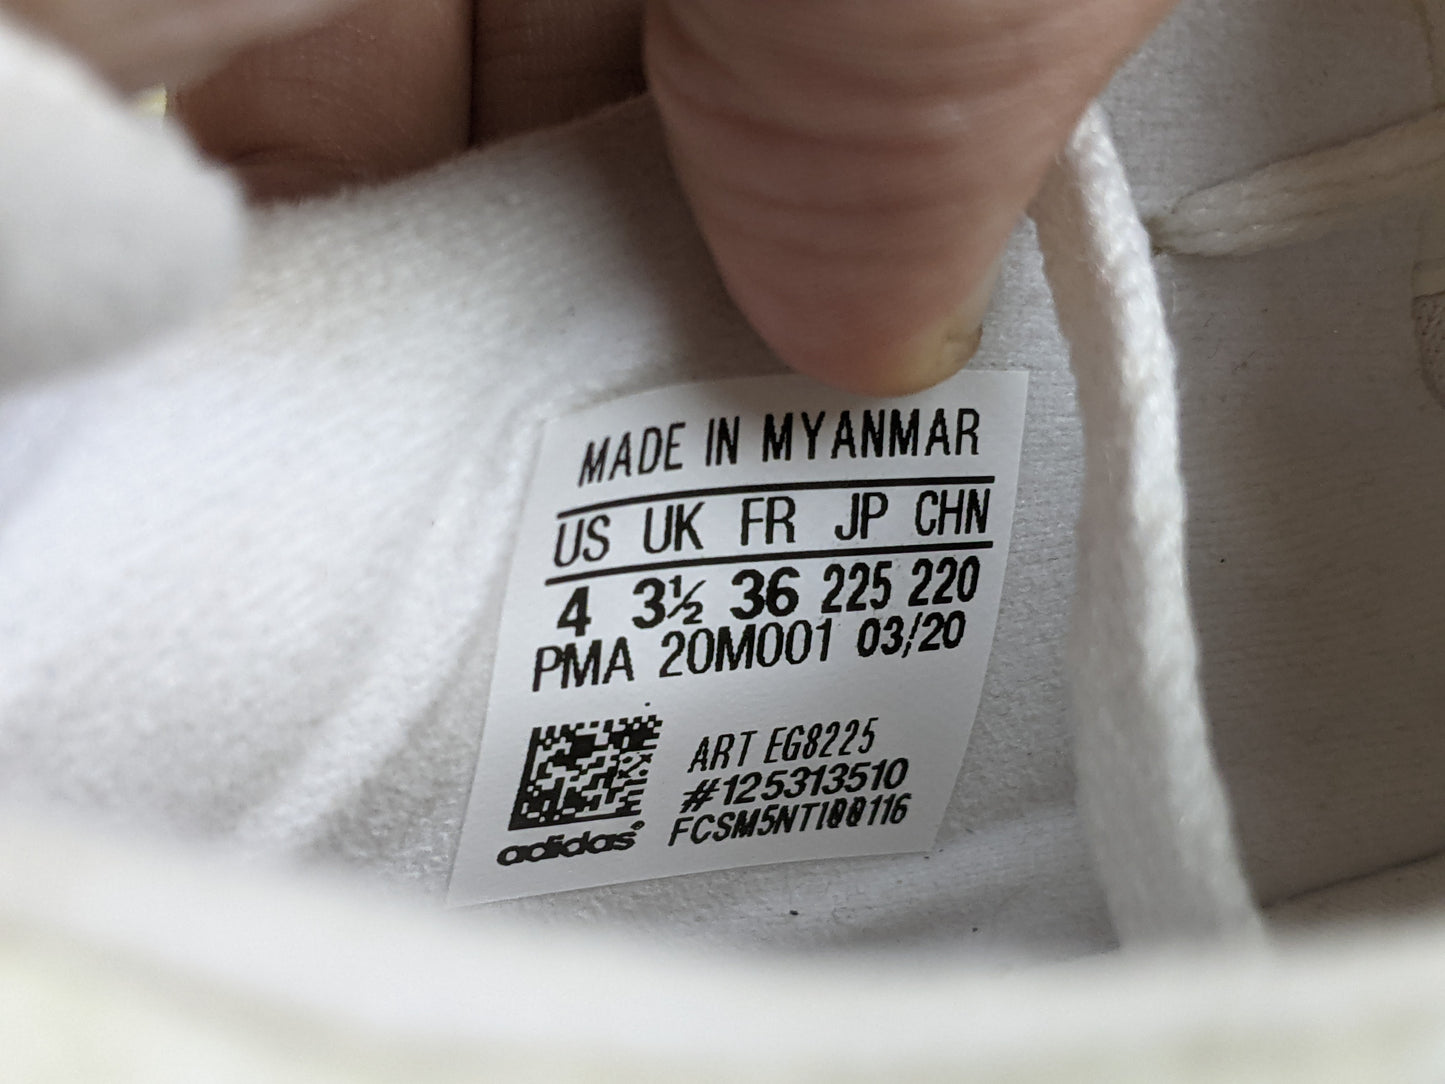 MADE IN MYANMAR
US UK FR JP CHN
4 3½ 36 225 220
PMA 20M001 03/20
ART EG8225
#125313510
FCSM5NTI00116
adidas®